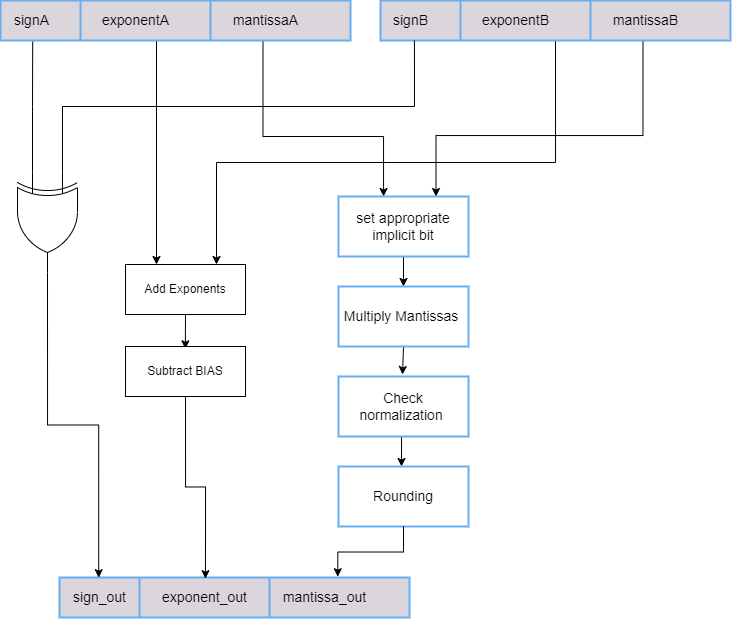 signA
exponentA
mantissaA
signB
exponentB
mantissaB
set appropriate
implicit bit
Add Exponents
Multiply Mantissas
Subtract BIAS
Check
normalization
Rounding
sign_out
exponent_out
mantissa_out